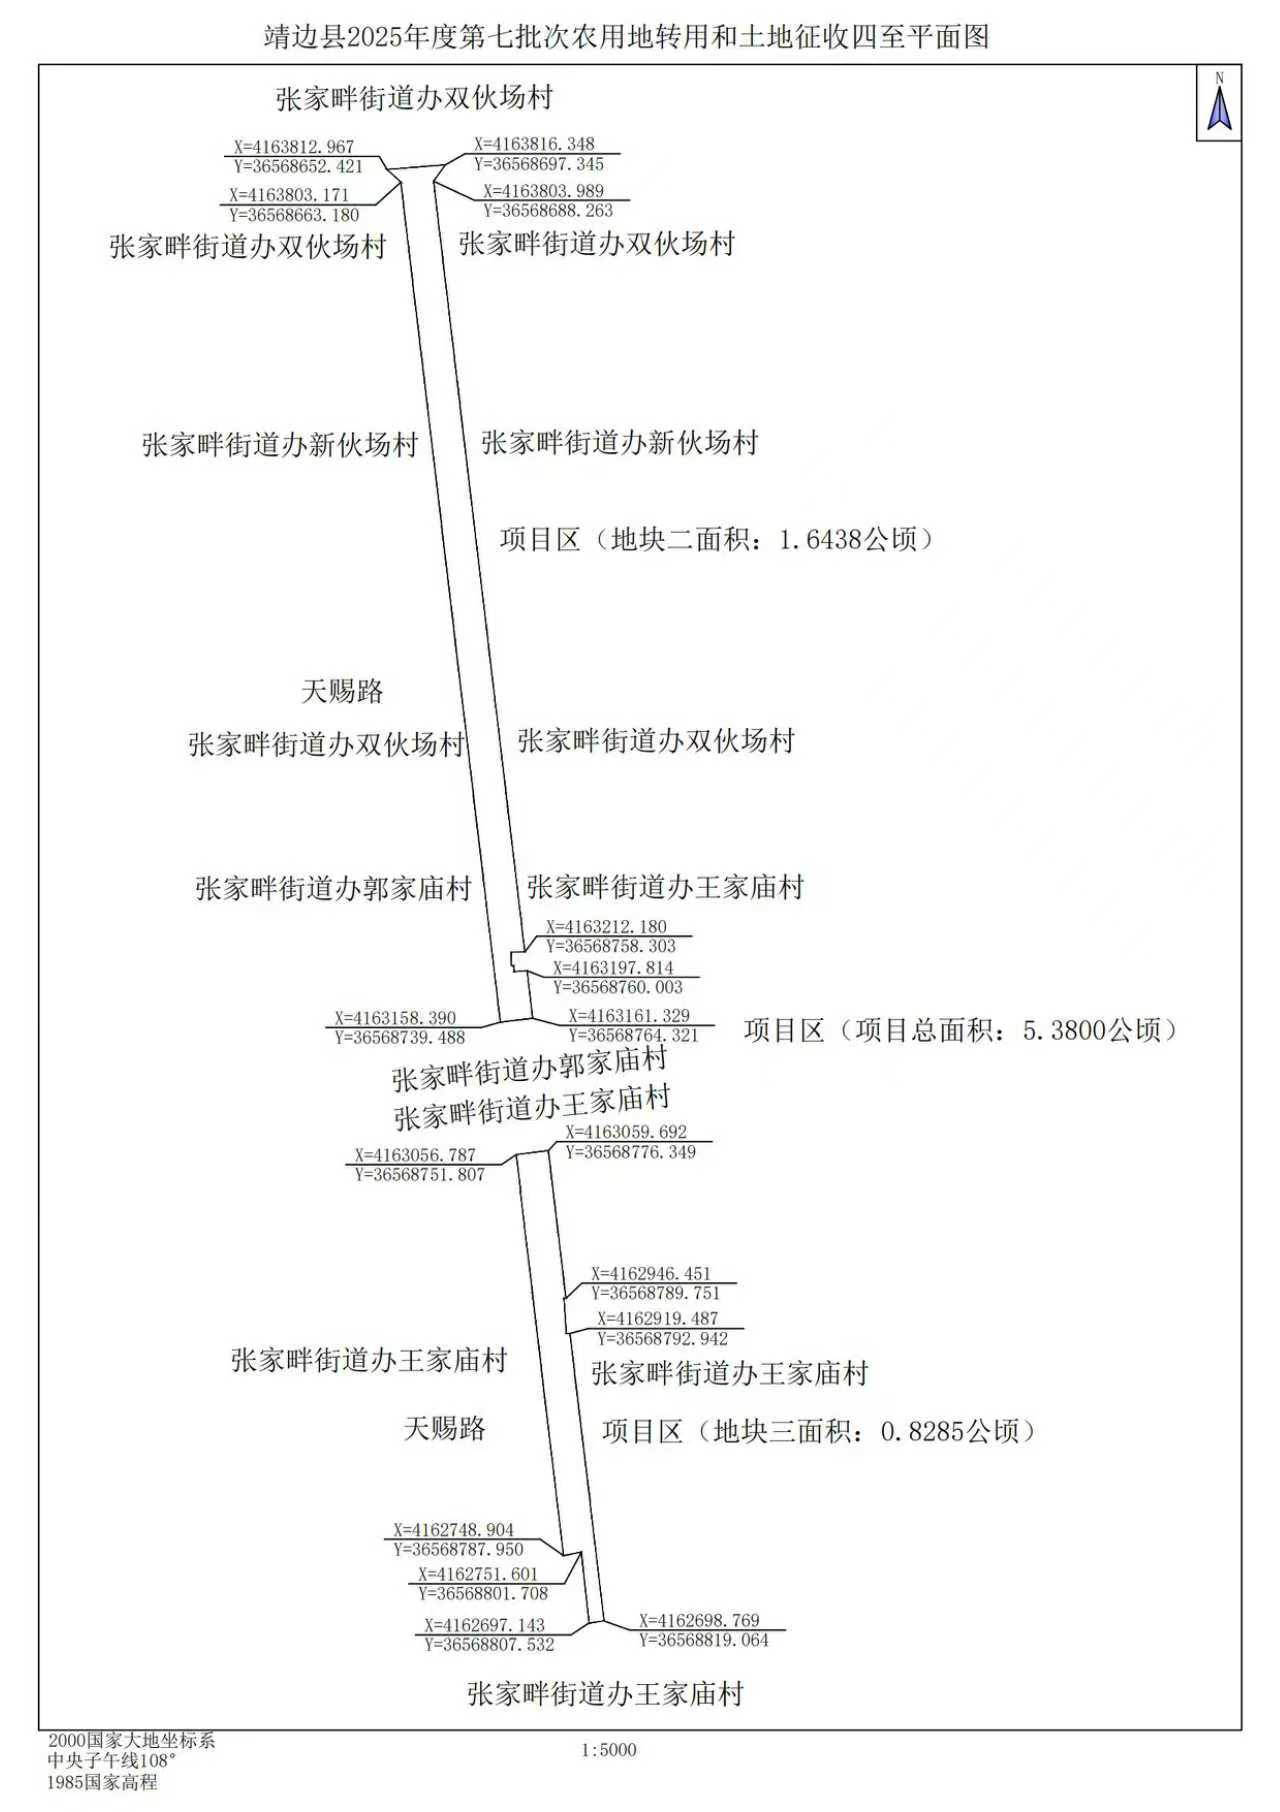 靖边县2025年度第七批次农用地转用和土地征收四至平面图
N
张家畔街道办双伙场村
X=4163812.967
Y=36568652.421
X=4163816.348
Y=36568697.345
X=4163803.171
Y=36568663.180
X=4163803.989
Y=36568688.263
张家畔街道办双伙场村
张家畔街道办双伙场村
张家畔街道办新伙场村
张家畔街道办新伙场村
项目区（地块二面积：1.6438公顷）
天赐路
张家畔街道办双伙场村
张家畔街道办双伙场村
张家畔街道办郭家庙村
张家畔街道办王家庙村
X=4163212.180
Y=36568758.303
X=4163197.814
Y=36568760.003
X=4163158.390
Y=36568739.488
X=4163161.329
Y=36568764.321
项目区（项目总面积：5.3800公顷）
张家畔街道办郭家庙村
张家畔街道办王家庙村
X=4163059.692
Y=36568776.349
X=4163056.787
Y=36568751.807
X=4162946.451
Y=36568789.751
X=4162919.487
Y=36568792.942
张家畔街道办王家庙村
张家畔街道办王家庙村
天赐路
项目区（地块三面积：0.8285公顷）
X=4162748.904
Y=36568787.950
X=4162751.601
Y=36568801.708
X=4162697.143
Y=36568807.532
X=4162698.769
Y=36568819.064
张家畔街道办王家庙村
2000国家大地坐标系
中央子午线108°
1985国家高程
1:5000